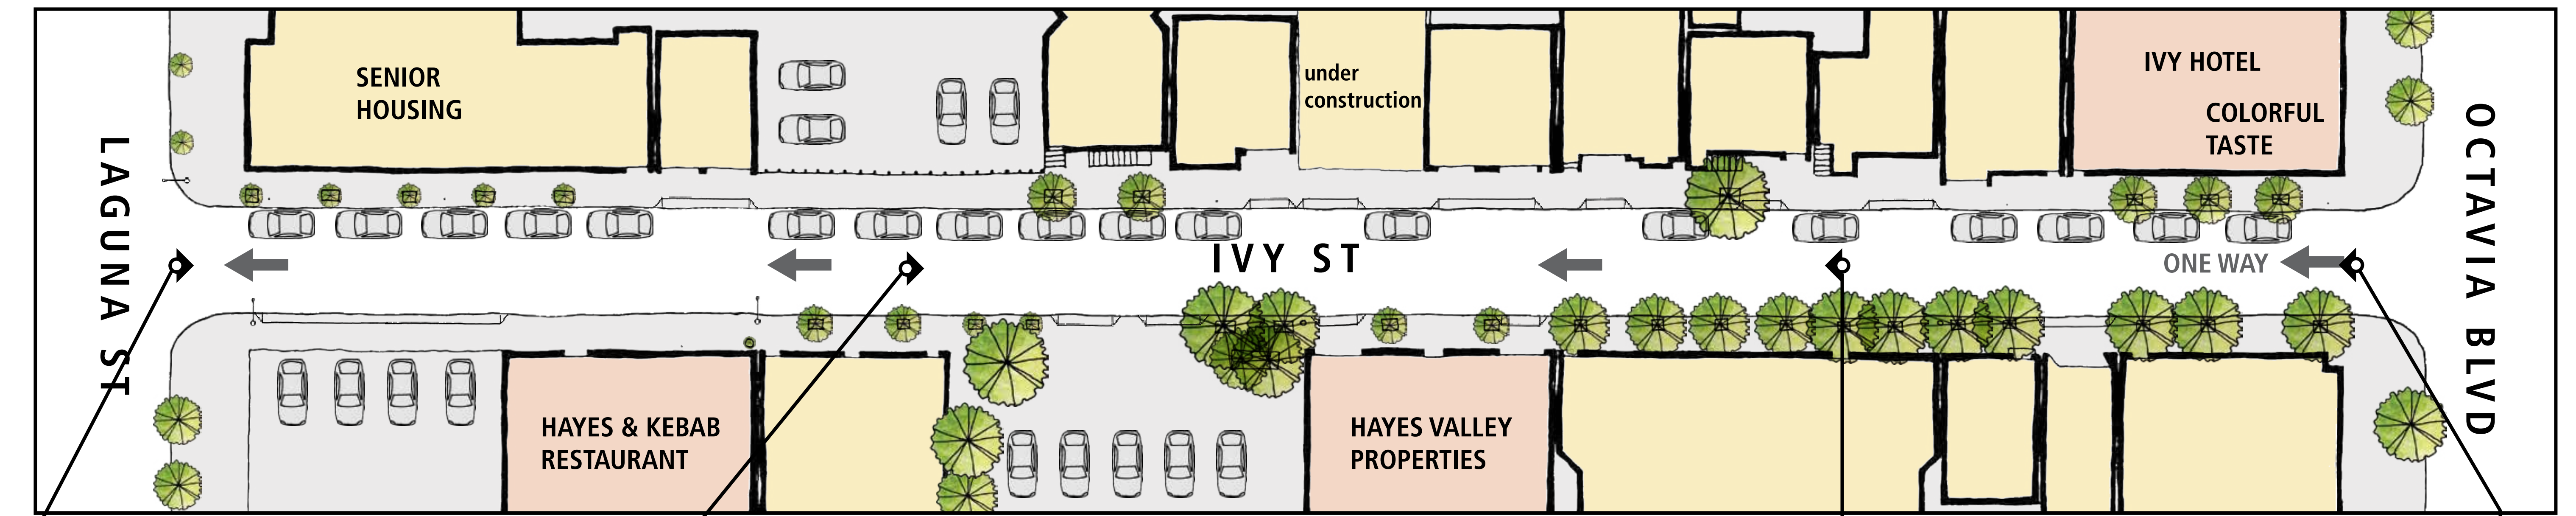 SENIOR
HOUSING
under
construction
IVY HOTEL
COLORFUL
TASTE
LAGUNA ST
IVY ST
ONE WAY
OCTAVIA BLVD
HAYES & KEBAB
RESTAURANT
HAYES VALLEY
PROPERTIES